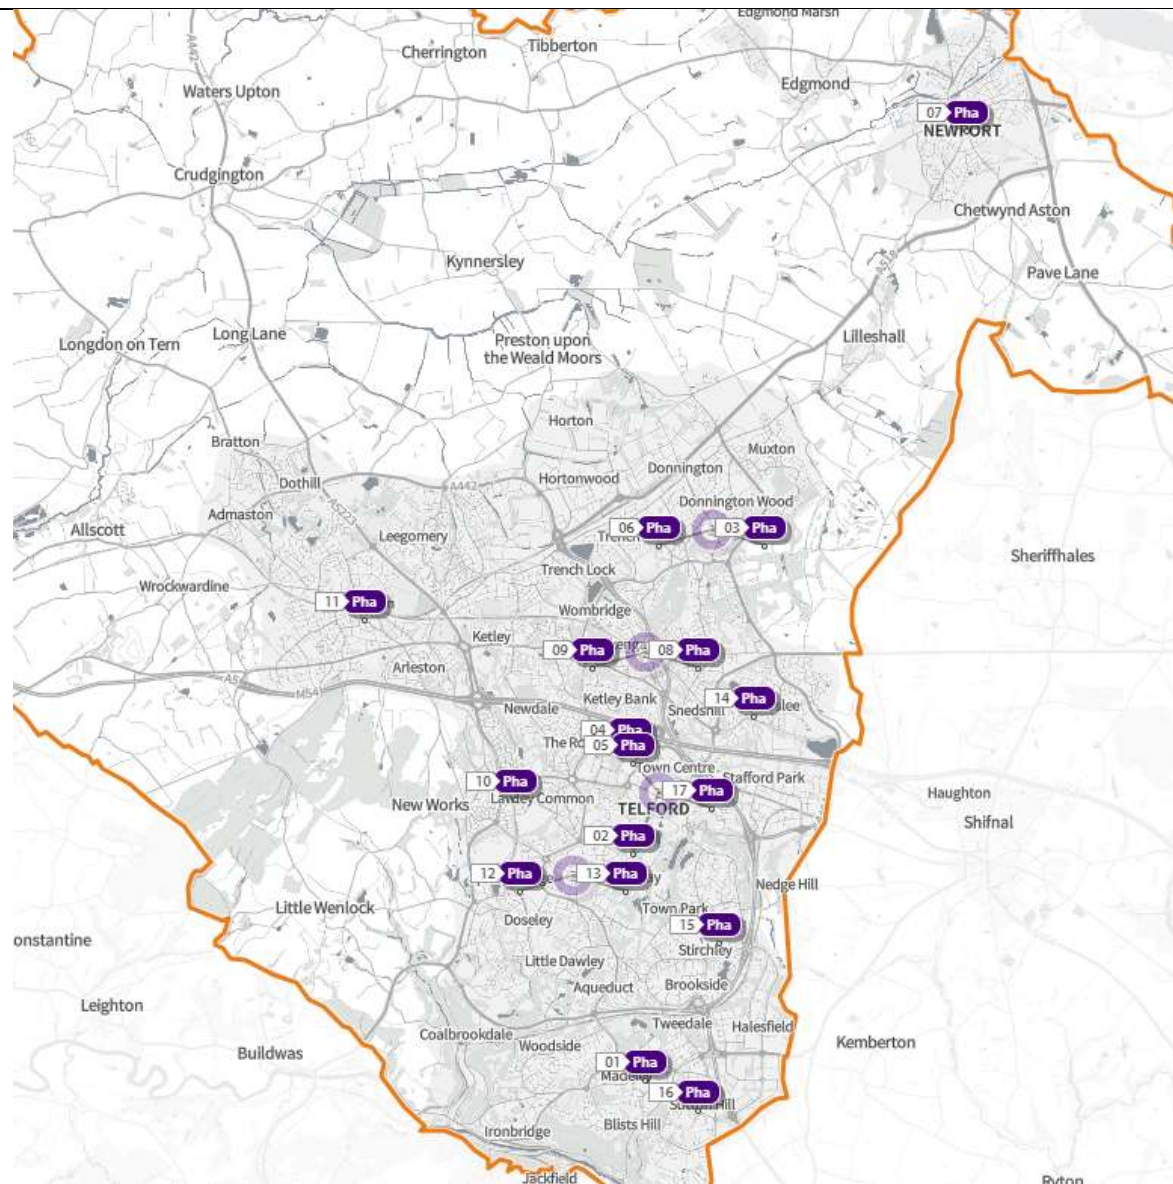 Edgmond Marsh
Cherrington
Tibberton
A442
Waters Upton
Edgmond
07 Pha
NEWPORT
Crudgington
Chetwynd Aston
Kynnersley
A518
Pave Lane
Longdon on Tern
Long Lane
Preston upon
the Weald Moors
Lilleshall
Horton
Bratton
Muxton
Donnington
Dothill
A442
Hortonwood
Donnington Wood
Admaston
A5223
Allscott
Leegomery
06 Pha
03 Pha
Sheriffhales
Trench Lock
Wrockwardine
11 Pha
Wombridge
Ketley
09 Pha
08 Pha
Arleston
A5
M54
Ketley Bank
14 Pha
Newdale
04 Pha
05 Pha
Town Centre
Stafford Park
10 Pha
17 Pha
New Works
TELFORD
Haughton
Shifnal
02 Pha
12 Pha
13 Pha
Nedge Hill
Little Wenlock
Town Park
Doseley
15 Pha
onstantine
Stirchley
Little Dawley
Aqueduct
Brookside
Leighton
Tweedale
Halesfield
Coalbrookdale
Woodside
Kemberton
Buildwas
01 Pha
16 Pha
Blists Hill
Ironbridge
Jackfield
Ryton